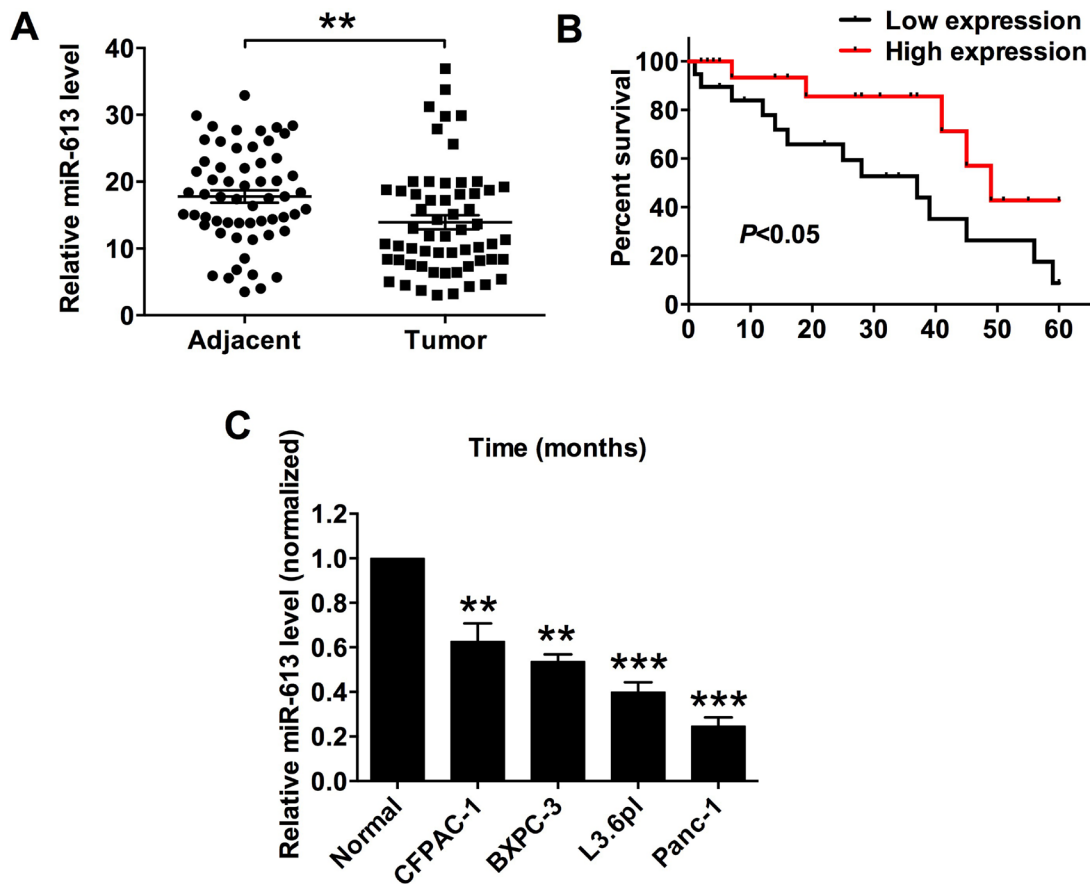 A
**
Relative miR-613 level
40
30
20
10
0
Adjacent
Tumor
B
Low expression
High expression
Percent survival
100
80
60
40
20
0
P<0.05
0 10 20 30 40 50 60
Time (months)
C
Relative miR-613 level (normalized)
1.2
1.0
0.8
0.6
0.4
0.2
0.0
**
**
***
***
Normal
CFPAC-1
BXPC-3
L3.6pl
Panc-1